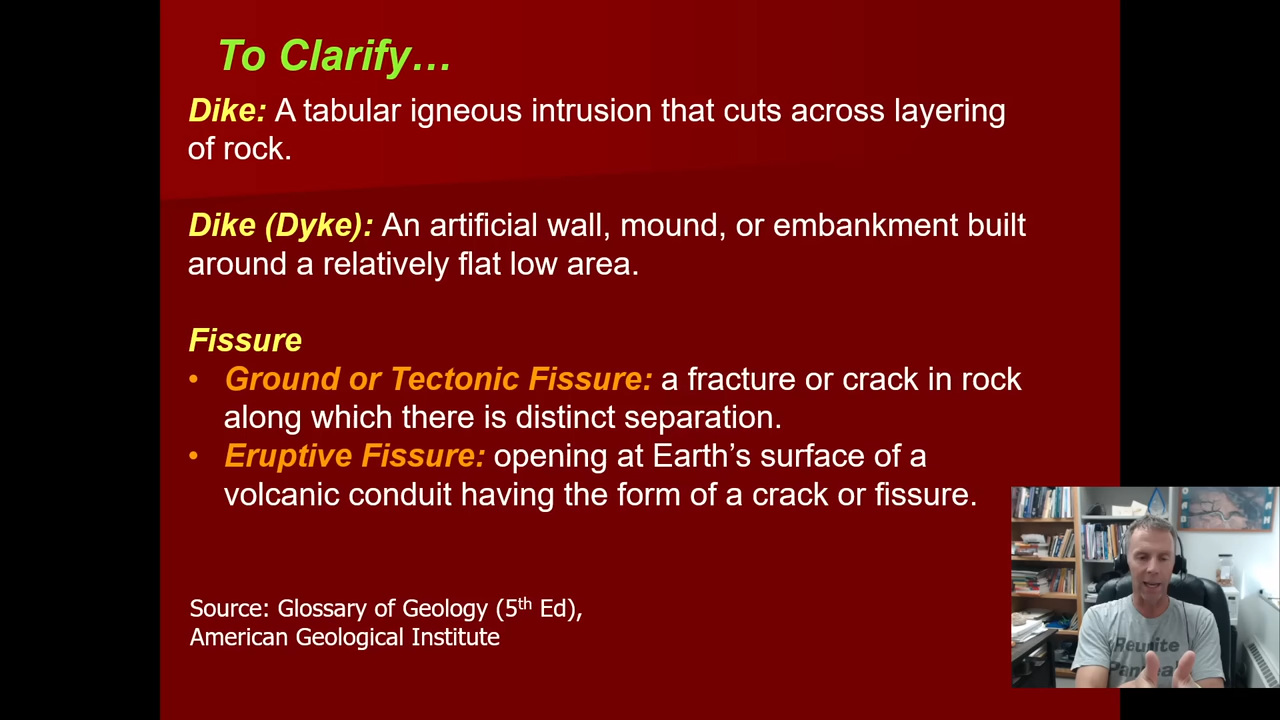 To Clarify…
Dike: A tabular igneous intrusion that cuts across layering
of rock.
Dike (Dyke): An artificial wall, mound, or embankment built
around a relatively flat low area.
Fissure
• Ground or Tectonic Fissure: a fracture or crack in rock
along which there is distinct separation.
• Eruptive Fissure: opening at Earth’s surface of a
volcanic conduit having the form of a crack or fissure.
Source: Glossary of Geology (5th Ed),
American Geological Institute
Reunite